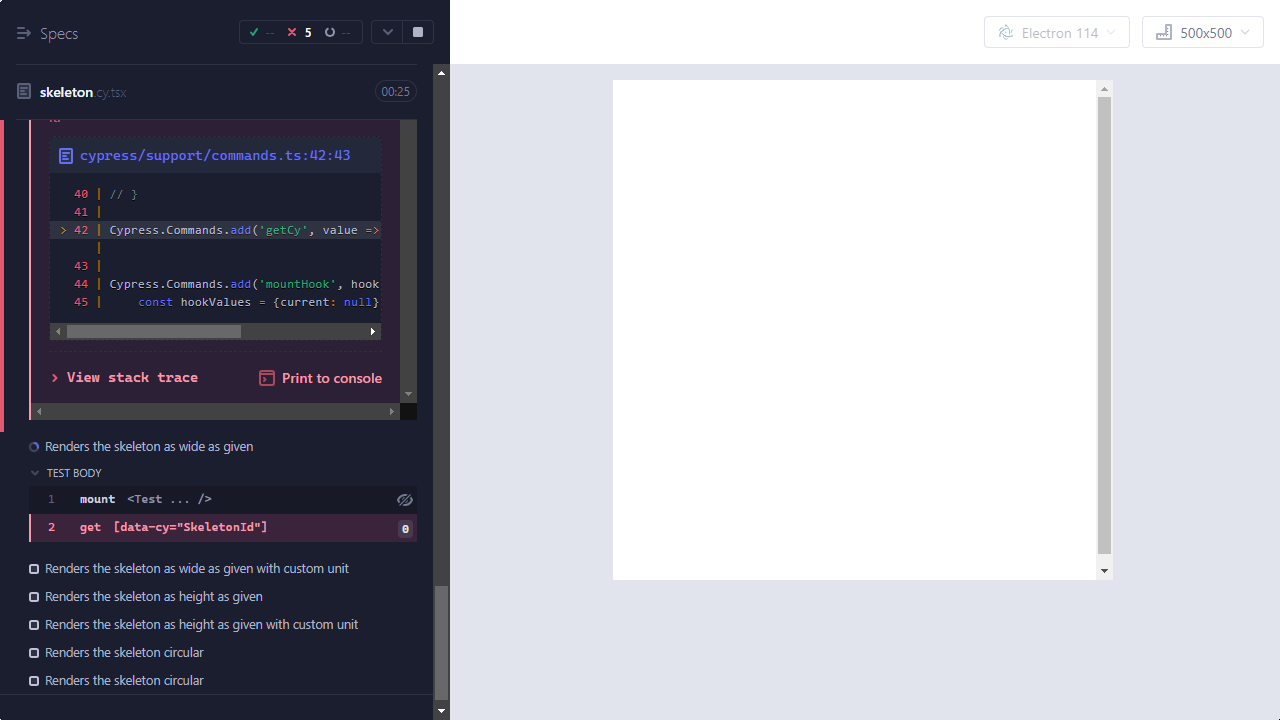 Specs
-- 5 --
Electron 114
500x500
skeleton.cy.tsx
00:25
cypress/support/commands.ts:42:43
40 | // }
41 |
> 42 | Cypress.Commands.add('getCy', value =>
|
43 |
44 | Cypress.Commands.add('mountHook', hook
45 | const hookValues = {current: null}
View stack trace
Print to console
Renders the skeleton as wide as given
TEST BODY
1 mount <Test ... />
2 get [data-cy="SkeletonId"] 0
Renders the skeleton as wide as given with custom unit
Renders the skeleton as height as given
Renders the skeleton as height as given with custom unit
Renders the skeleton circular
Renders the skeleton circular